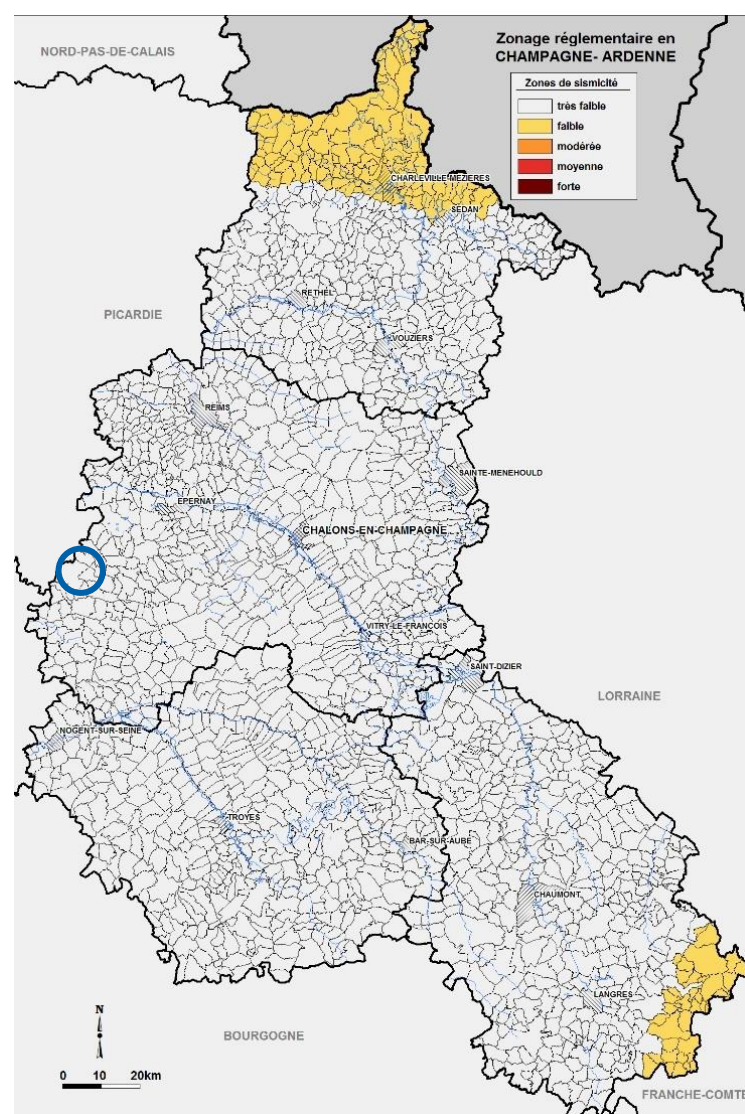 NORD-PAS-DE-CALAIS
Zonage réglementaire en
CHAMPAGNE- ARDENNE
Zones de sismicité
très faible
faible
modérée
moyenne
forte
CHARLEVILLE-MEZIERES
SEDAN
RETHEL
PICARDIE
VOUZIERS
REIMS
SAINTE-MENEHOULD
EPERNAY
CHALONS-EN-CHAMPAGNE
VITRY-LE-FRANCOIS
SAINT-DIZIER
LORRAINE
NOGENT-SUR-SEINE
TROYES
BAR-SUR-AUBE
CHAUMONT
LANGRES
N
BOURGOGNE
0 10 20km
FRANCHE-COMTE